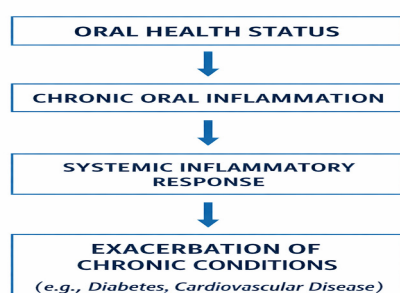 ORAL HEALTH STATUS
CHRONIC ORAL INFLAMMATION
SYSTEMIC INFLAMMATORY
RESPONSE
EXACERBATION OF
CHRONIC CONDITIONS
(e.g., Diabetes, Cardiovascular Disease)